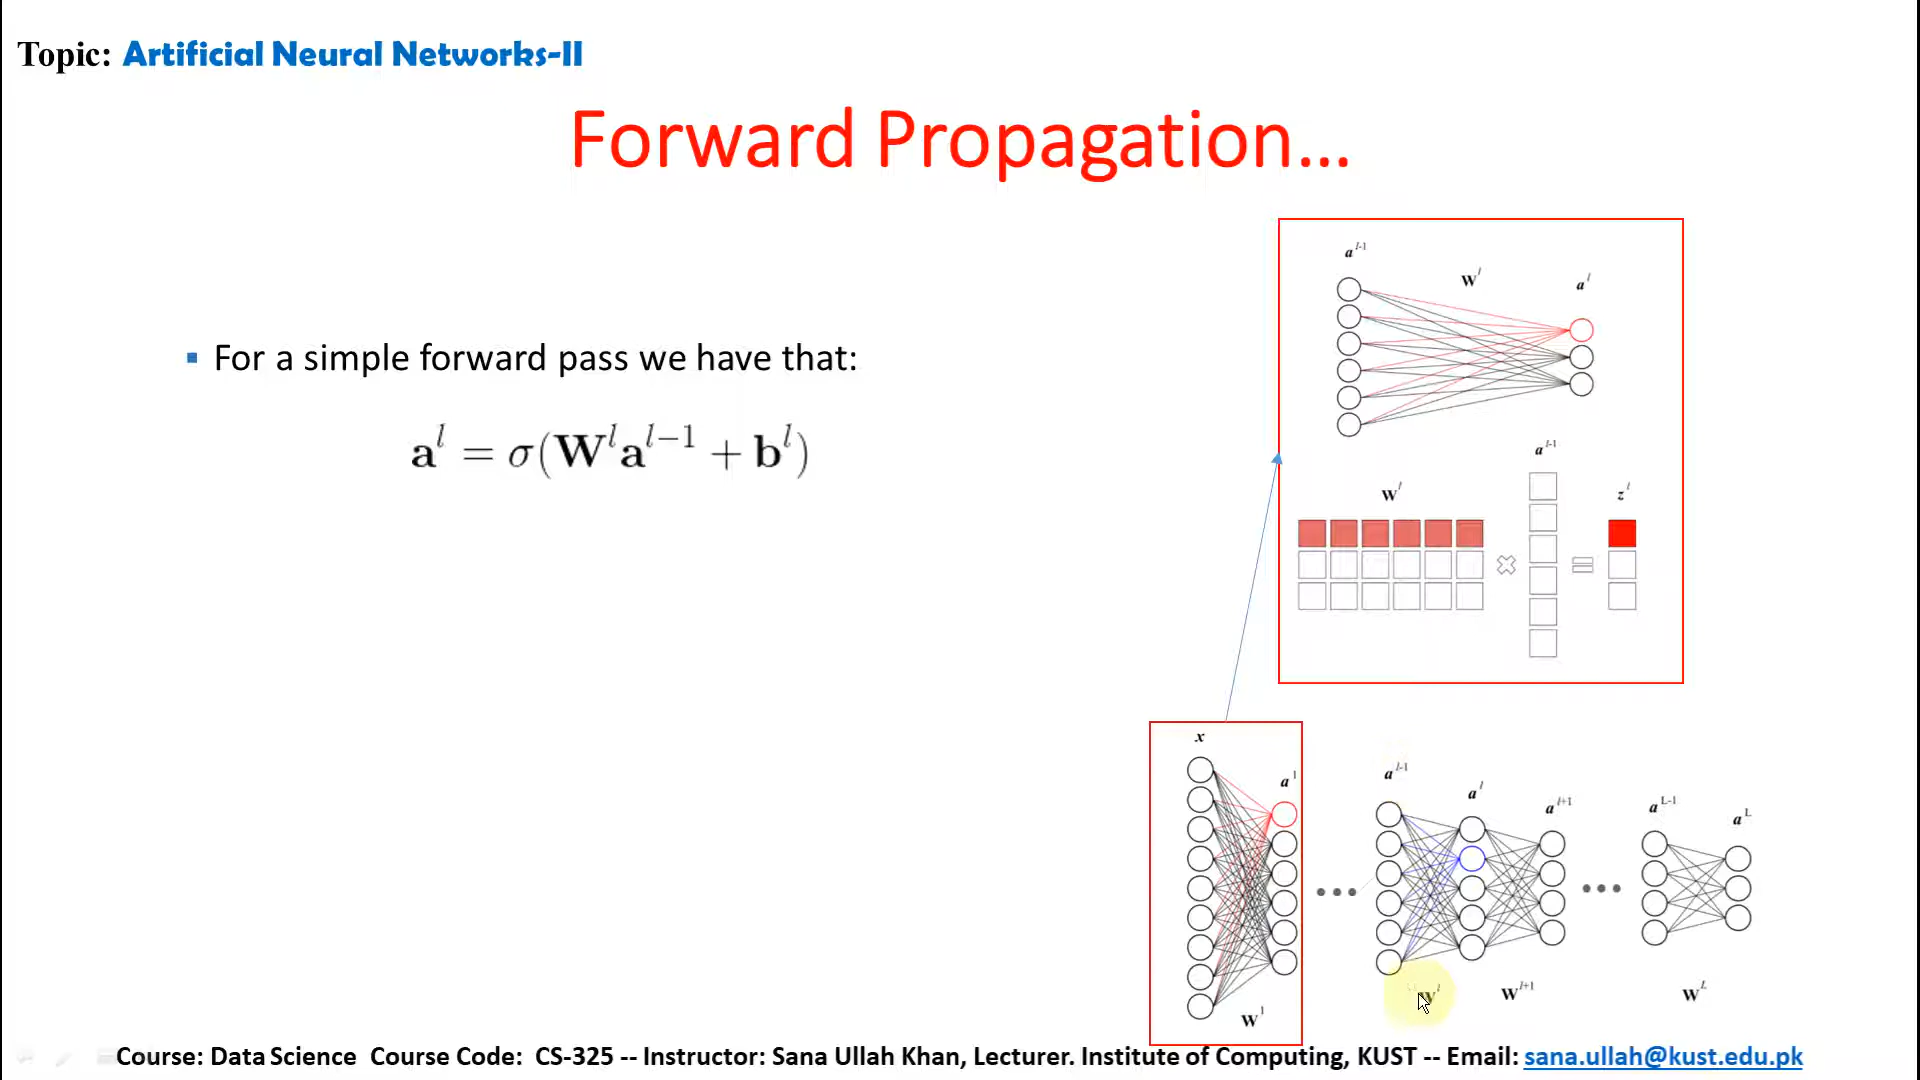 Topic: Artificial Neural Networks-II
Forward Propagation...
▪ For a simple forward pass we have that:
a^l = σ(W^l a^{l−1} + b^l)
a^{l-1}
W^l
a^l
a^{l-1}
W^l
z^l
x
a^1
a^{l-1}
a^l
a^{l+1}
a^{L-1}
a^L
W^l
W^{l+1}
W^L
W^1
Course: Data Science Course Code: CS-325 -- Instructor: Sana Ullah Khan, Lecturer. Institute of Computing, KUST -- Email: sana.ullah@kust.edu.pk